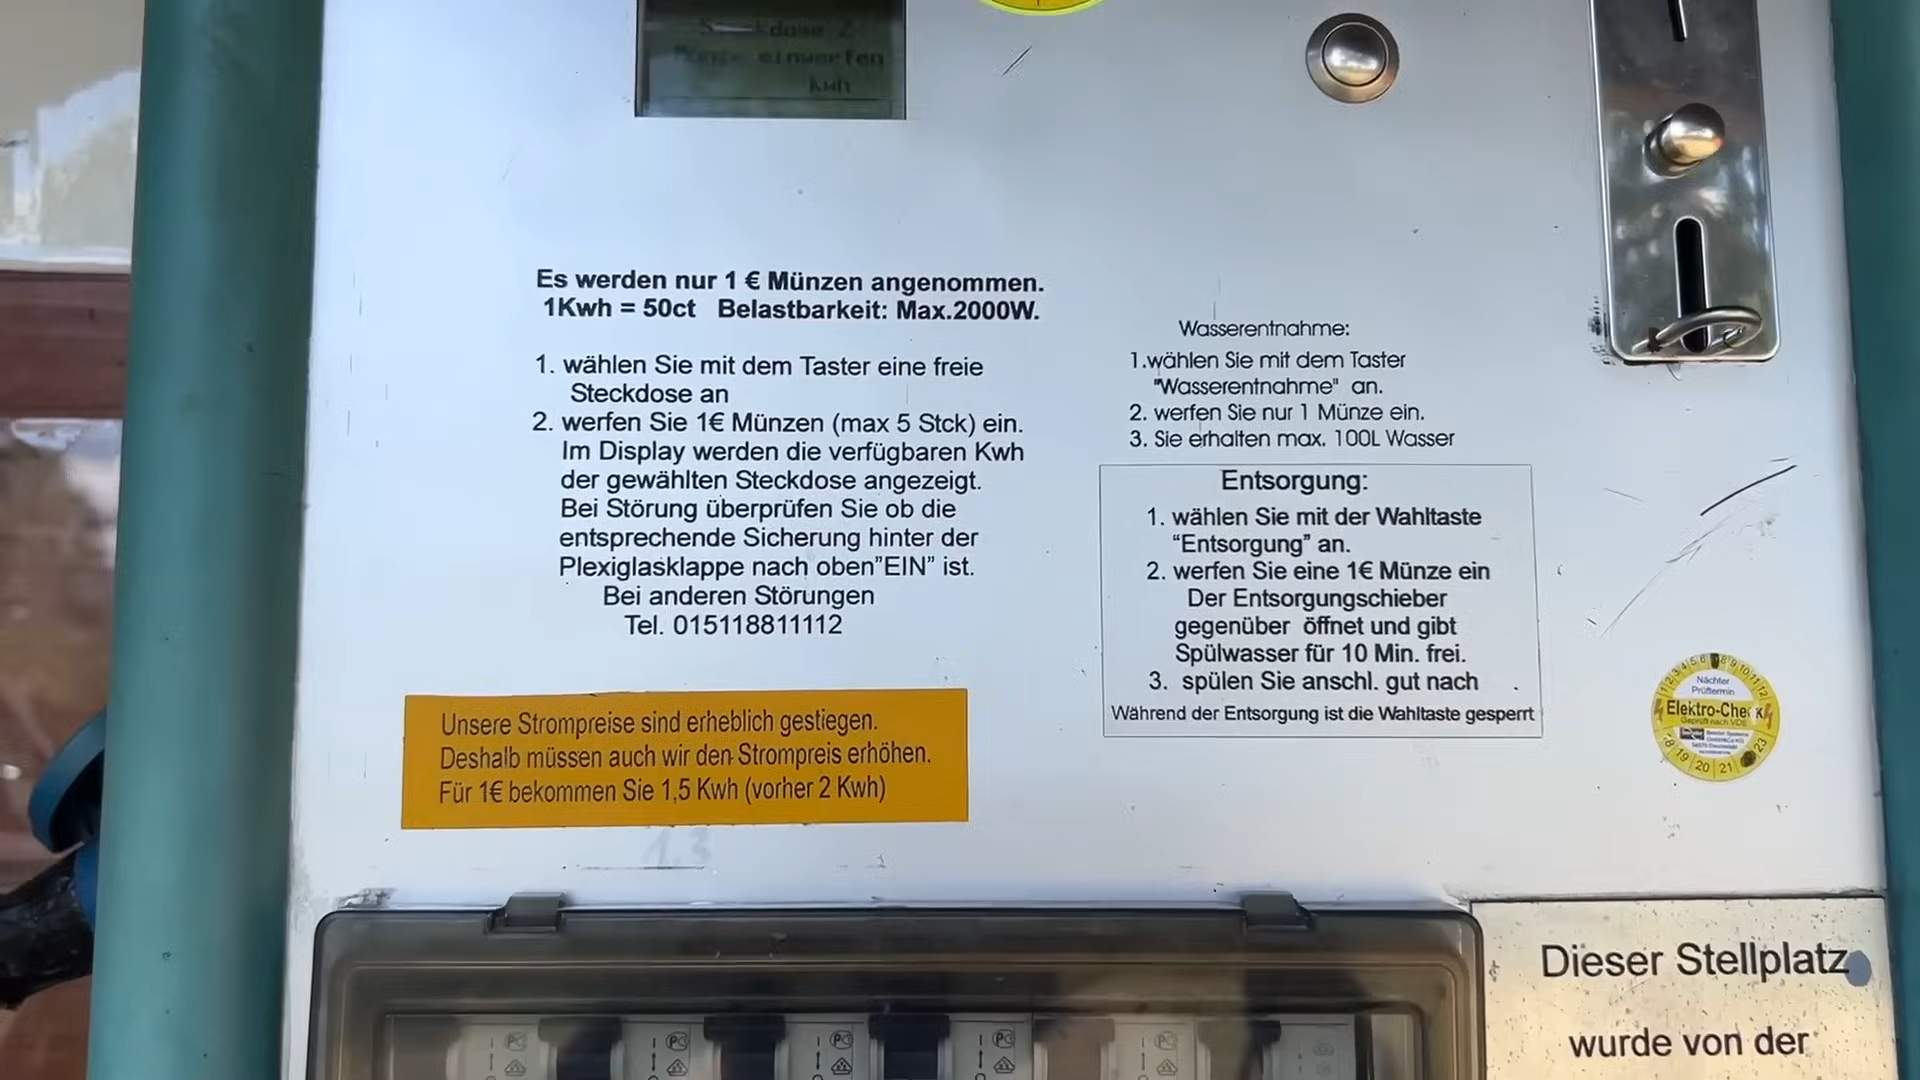 Münze einwerfen
kWh
Es werden nur 1 € Münzen angenommen.
1Kwh = 50ct Belastbarkeit: Max.2000W.
1. wählen Sie mit dem Taster eine freie
Steckdose an
2. werfen Sie 1€ Münzen (max 5 Stck) ein.
Im Display werden die verfügbaren Kwh
der gewählten Steckdose angezeigt.
Bei Störung überprüfen Sie ob die
entsprechende Sicherung hinter der
Plexiglasklappe nach oben"EIN" ist.
Bei anderen Störungen
Tel. 015118811112
Unsere Strompreise sind erheblich gestiegen.
Deshalb müssen auch wir den Strompreis erhöhen.
Für 1€ bekommen Sie 1,5 Kwh (vorher 2 Kwh)
Wasserentnahme:
1.wählen Sie mit dem Taster
"Wasserentnahme" an.
2. werfen Sie nur 1 Münze ein.
3. Sie erhalten max. 100L Wasser
Entsorgung:
1. wählen Sie mit der Wahltaste
“Entsorgung” an.
2. werfen Sie eine 1€ Münze ein
Der Entsorgungschieber
gegenüber öffnet und gibt
Spülwasser für 10 Min. frei.
3. spülen Sie anschl. gut nach
Während der Entsorgung ist die Wahltaste gesperrt
Nächter
Prüftermin
Elektro-Check
Geprüft nach VDE
Dieser Stellplatz
wurde von der